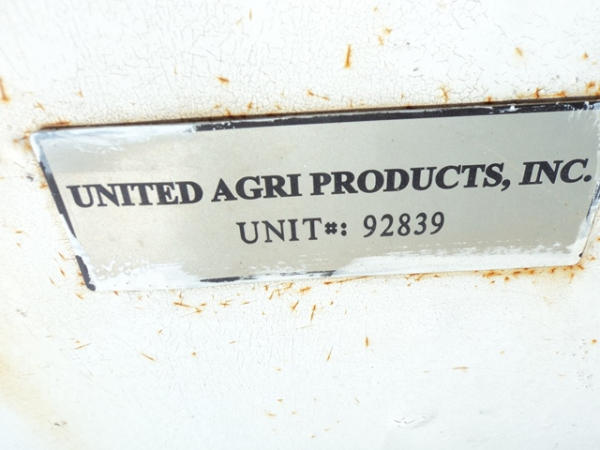 UNITED AGRI PRODUCTS, INC.
UNIT#: 92839